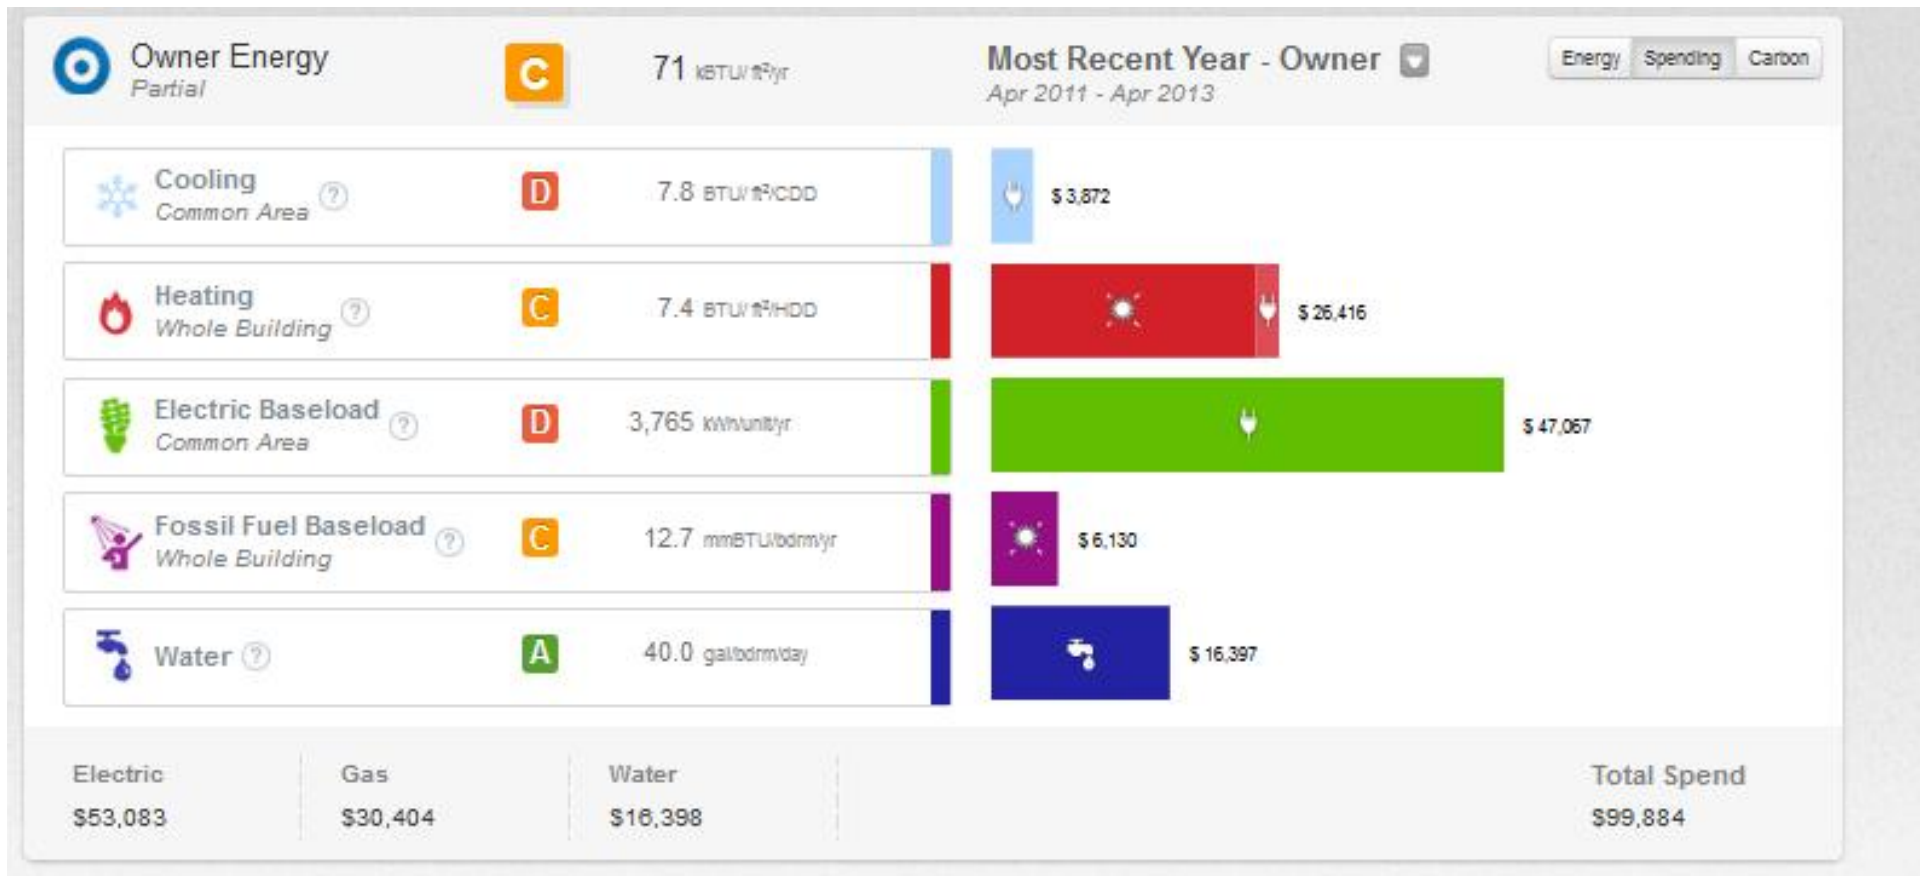 Owner Energy
Partial
C
71 kBTU/ft²/yr
Most Recent Year - Owner
Apr 2011 - Apr 2013
Energy Spending Carbon
Cooling
Common Area
?
D
7.8 BTU/ft²/CDD
$ 3,872
Heating
Whole Building
?
C
7.4 BTU/ft²/HDD
$ 26,416
Electric Baseload
Common Area
?
D
3,765 kWh/unit/yr
$ 47,067
Fossil Fuel Baseload
Whole Building
?
C
12.7 mmBTU/bdrm/yr
$ 6,130
Water ?
A
40.0 gal/bdrm/day
$ 16,397
Electric
$53,083
Gas
$30,404
Water
$16,398
Total Spend
$99,884